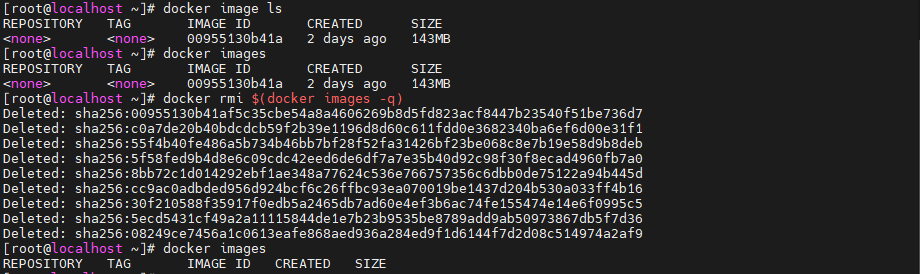 [root@localhost ~]# docker image ls
REPOSITORY   TAG       IMAGE ID       CREATED      SIZE
<none>       <none>    00955130b41a   2 days ago   143MB
[root@localhost ~]# docker images
REPOSITORY   TAG       IMAGE ID       CREATED      SIZE
<none>       <none>    00955130b41a   2 days ago   143MB
[root@localhost ~]# docker rmi $(docker images -q)
Deleted: sha256:00955130b41af5c35cbe54a8a4606269b8d5fd823acf8447b23540f51be736d7
Deleted: sha256:c0a7de20b40bdcdcb59f2b39e1196d8d60c611fdd0e3682340ba6ef6d00e31f1
Deleted: sha256:55f4b40fe486a5b734b46bb7bf28f52fa31426bf23be068c8e7b19e58d9b8deb
Deleted: sha256:5f58fed9b4d8e6c09cdc42eed6de6df7a7e35b40d92c98f30f8ecad4960fb7a0
Deleted: sha256:8bb72c1d014292ebf1ae348a77624c536e766757356c6dbb0de75122a94b445d
Deleted: sha256:cc9ac0adbded956d924bcf6c26ffbc93ea070019be1437d204b530a033ff4b16
Deleted: sha256:30f210588f35917f0edb5a2465db7ad60e4ef3b6ac74fe155474e14e6f0995c5
Deleted: sha256:5ecd5431cf49a2a11115844de1e7b23b9535be8789add9ab50973867db5f7d36
Deleted: sha256:08249ce7456a1c0613eafe868aed936a284ed9f1d6144f7d2d08c514974a2af9
[root@localhost ~]# docker images
REPOSITORY   TAG       IMAGE ID   CREATED   SIZE